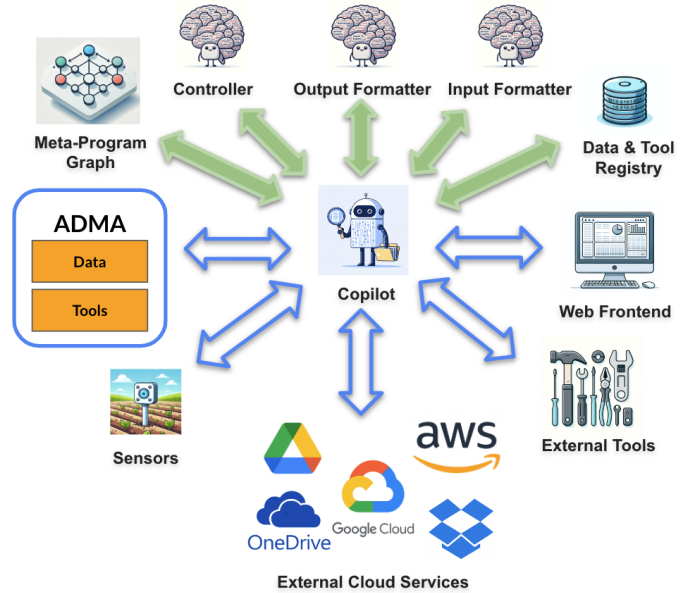 Controller
Output Formatter
Input Formatter
Meta-Program
Graph
Data & Tool
Registry
ADMA
Data
Tools
Copilot
Web Frontend
Sensors
External Tools
aws
OneDrive
Google Cloud
External Cloud Services